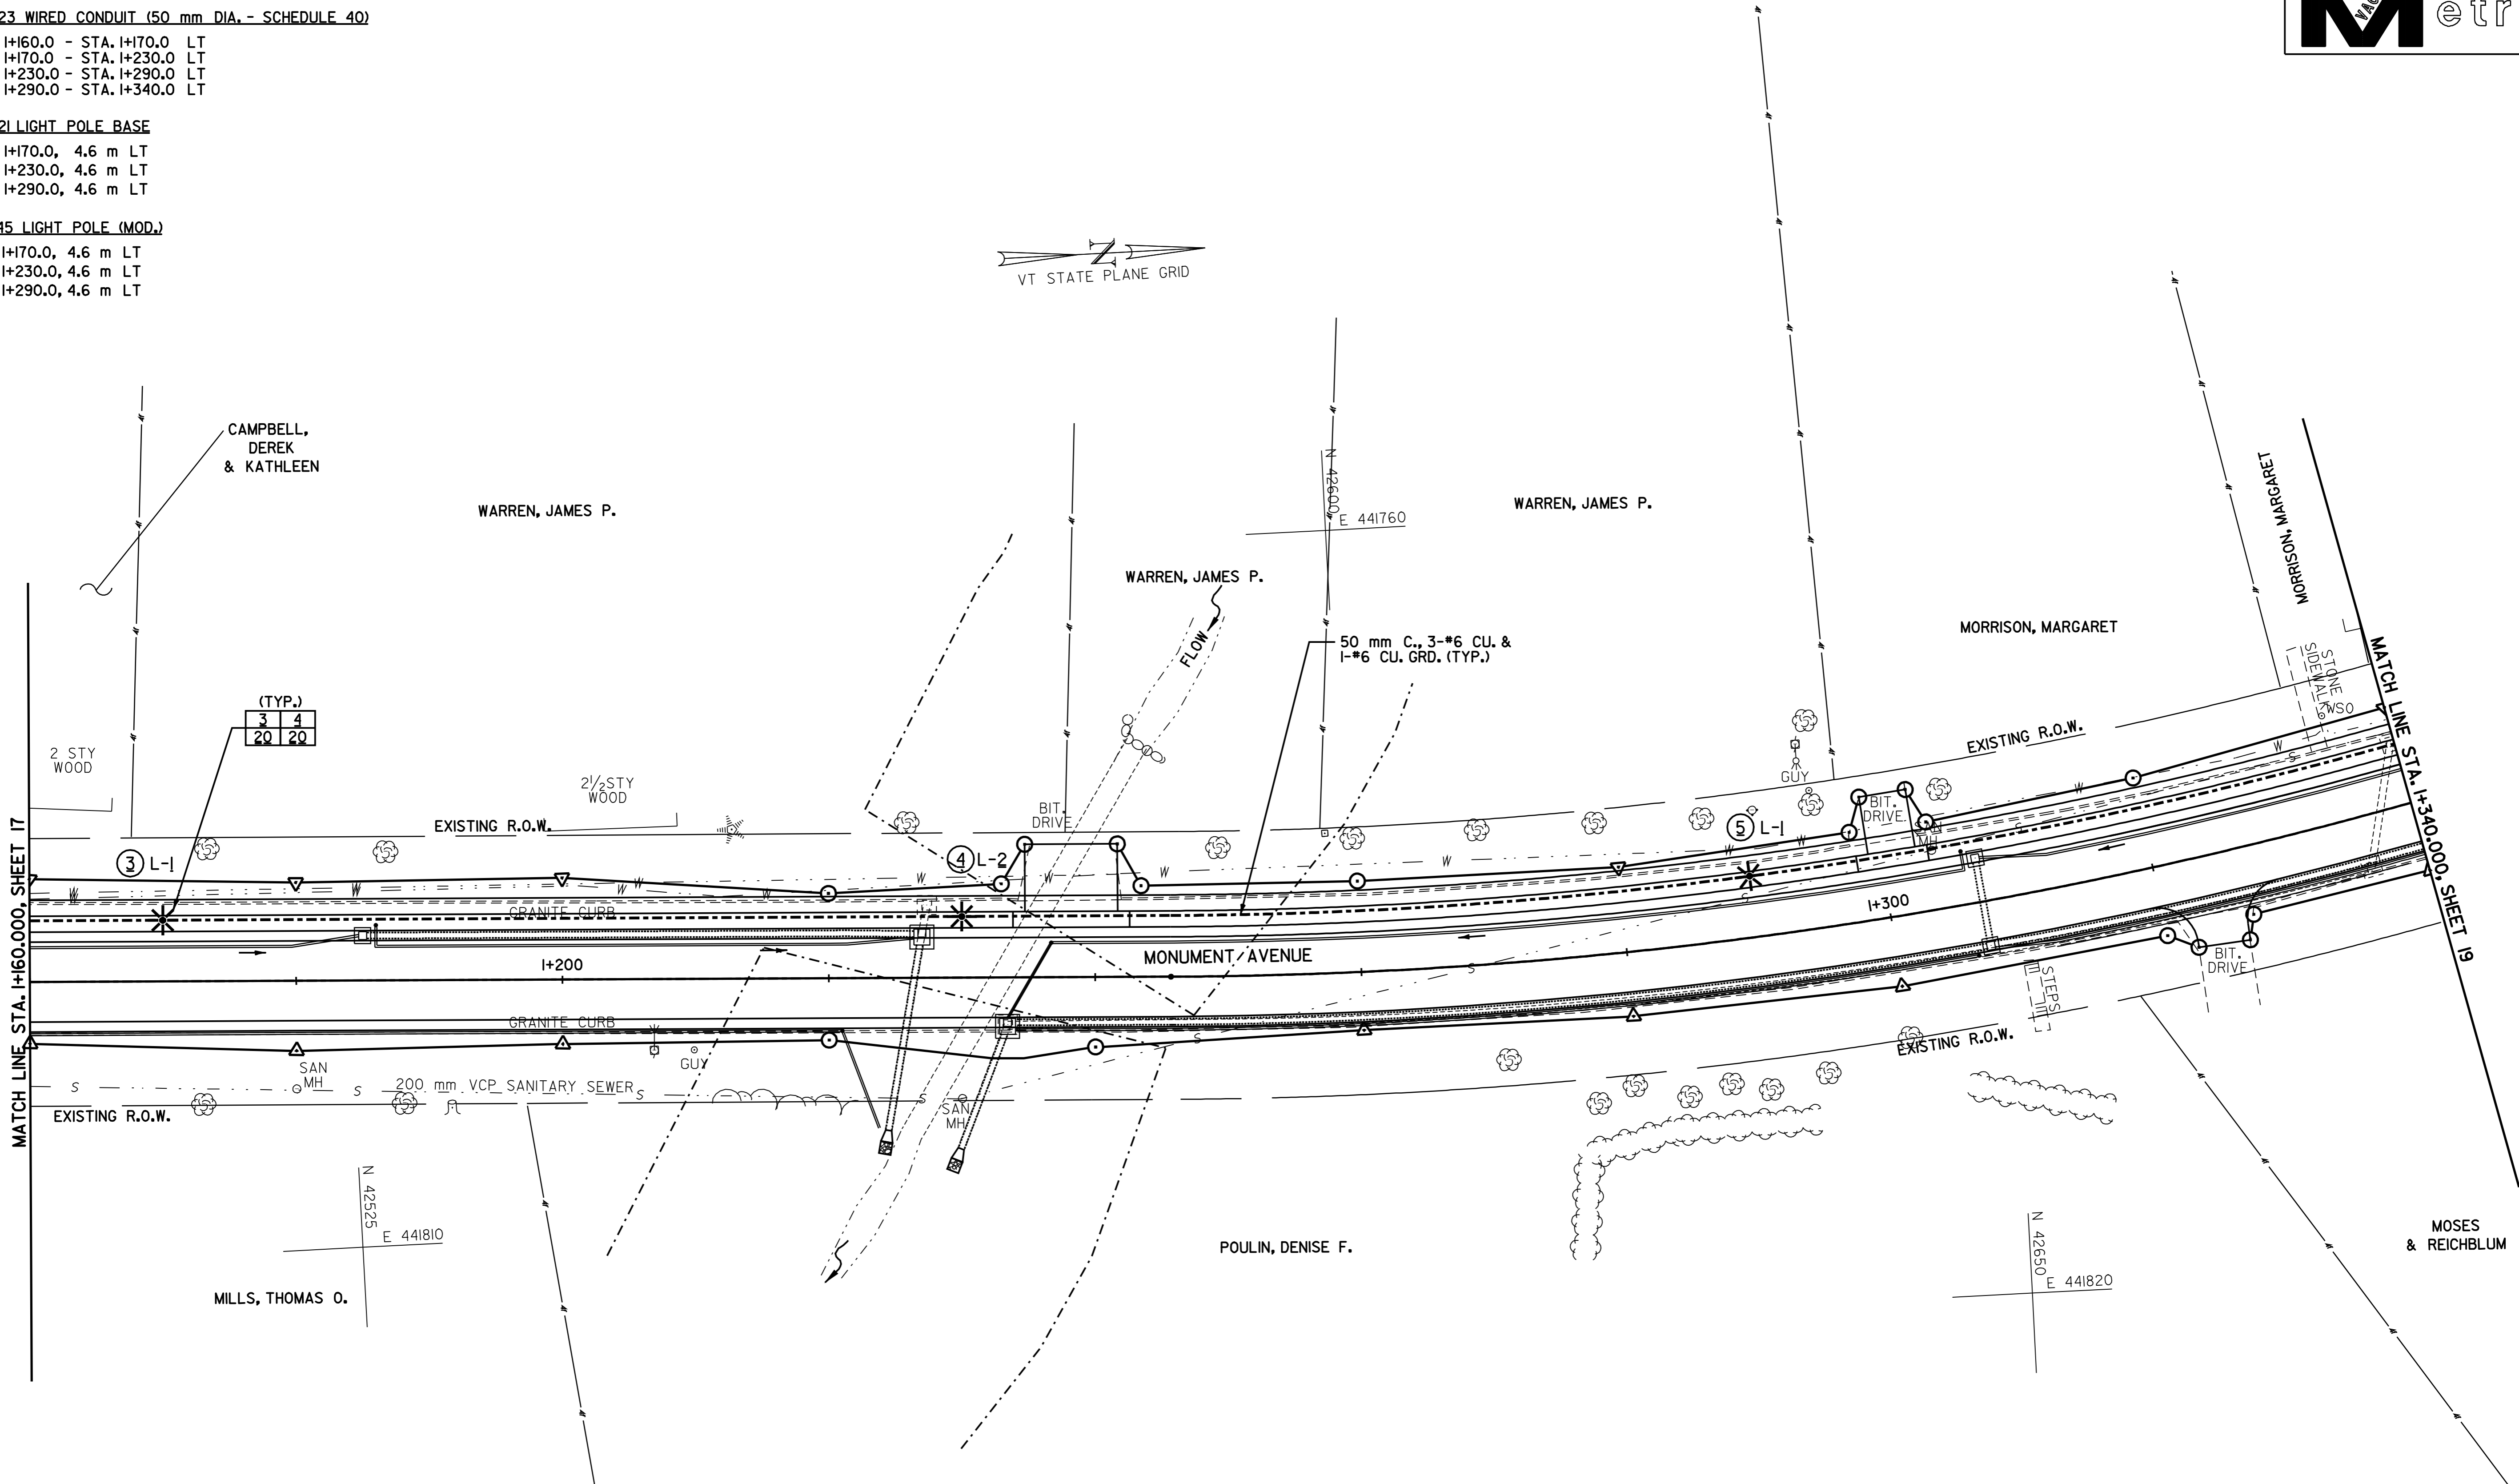 23 WIRED CONDUIT (50 mm DIA. - SCHEDULE 40)
1+160.0 - STA. 1+170.0 LT
1+170.0 - STA. 1+230.0 LT
1+230.0 - STA. 1+290.0 LT
1+290.0 - STA. 1+340.0 LT
21 LIGHT POLE BASE
1+170.0, 4.6 m LT
1+230.0, 4.6 m LT
1+290.0, 4.6 m LT
45 LIGHT POLE (MOD.)
1+170.0, 4.6 m LT
1+230.0, 4.6 m LT
1+290.0, 4.6 m LT
M etr
N
VT STATE PLANE GRID
CAMPBELL,
DEREK
& KATHLEEN
WARREN, JAMES P.
WARREN, JAMES P.
WARREN, JAMES P.
N 42600
E 441760
FLOW
50 mm C., 3-#6 CU. &
1-#6 CU. GRD. (TYP.)
MORRISON, MARGARET
MORRISON, MARGARET
STONE
SIDEWALK
WSO
(TYP.)
3 4
20 20
2 STY
WOOD
2 1/2 STY
WOOD
EXISTING R.O.W.
EXISTING R.O.W.
BIT.
DRIVE
GUY
BIT.
DRIVE
SAN
MH
3 L-1
4 L-2
5 L-1
W W W W W W W W W W W W
GRANITE CURB
1+200
MONUMENT AVENUE
1+300
GRANITE CURB
S S S S S S S S S
SAN
MH
GUY
200 mm VCP SANITARY SEWER
SAN
MH
EXISTING R.O.W.
EXISTING R.O.W.
STEPS
BIT.
DRIVE
MATCH LINE STA. 1+160.000, SHEET 17
MATCH LINE STA. 1+340.000, SHEET 19
N 42525
E 441810
MILLS, THOMAS O.
POULIN, DENISE F.
N 42650
E 441820
MOSES
& REICHBLUM